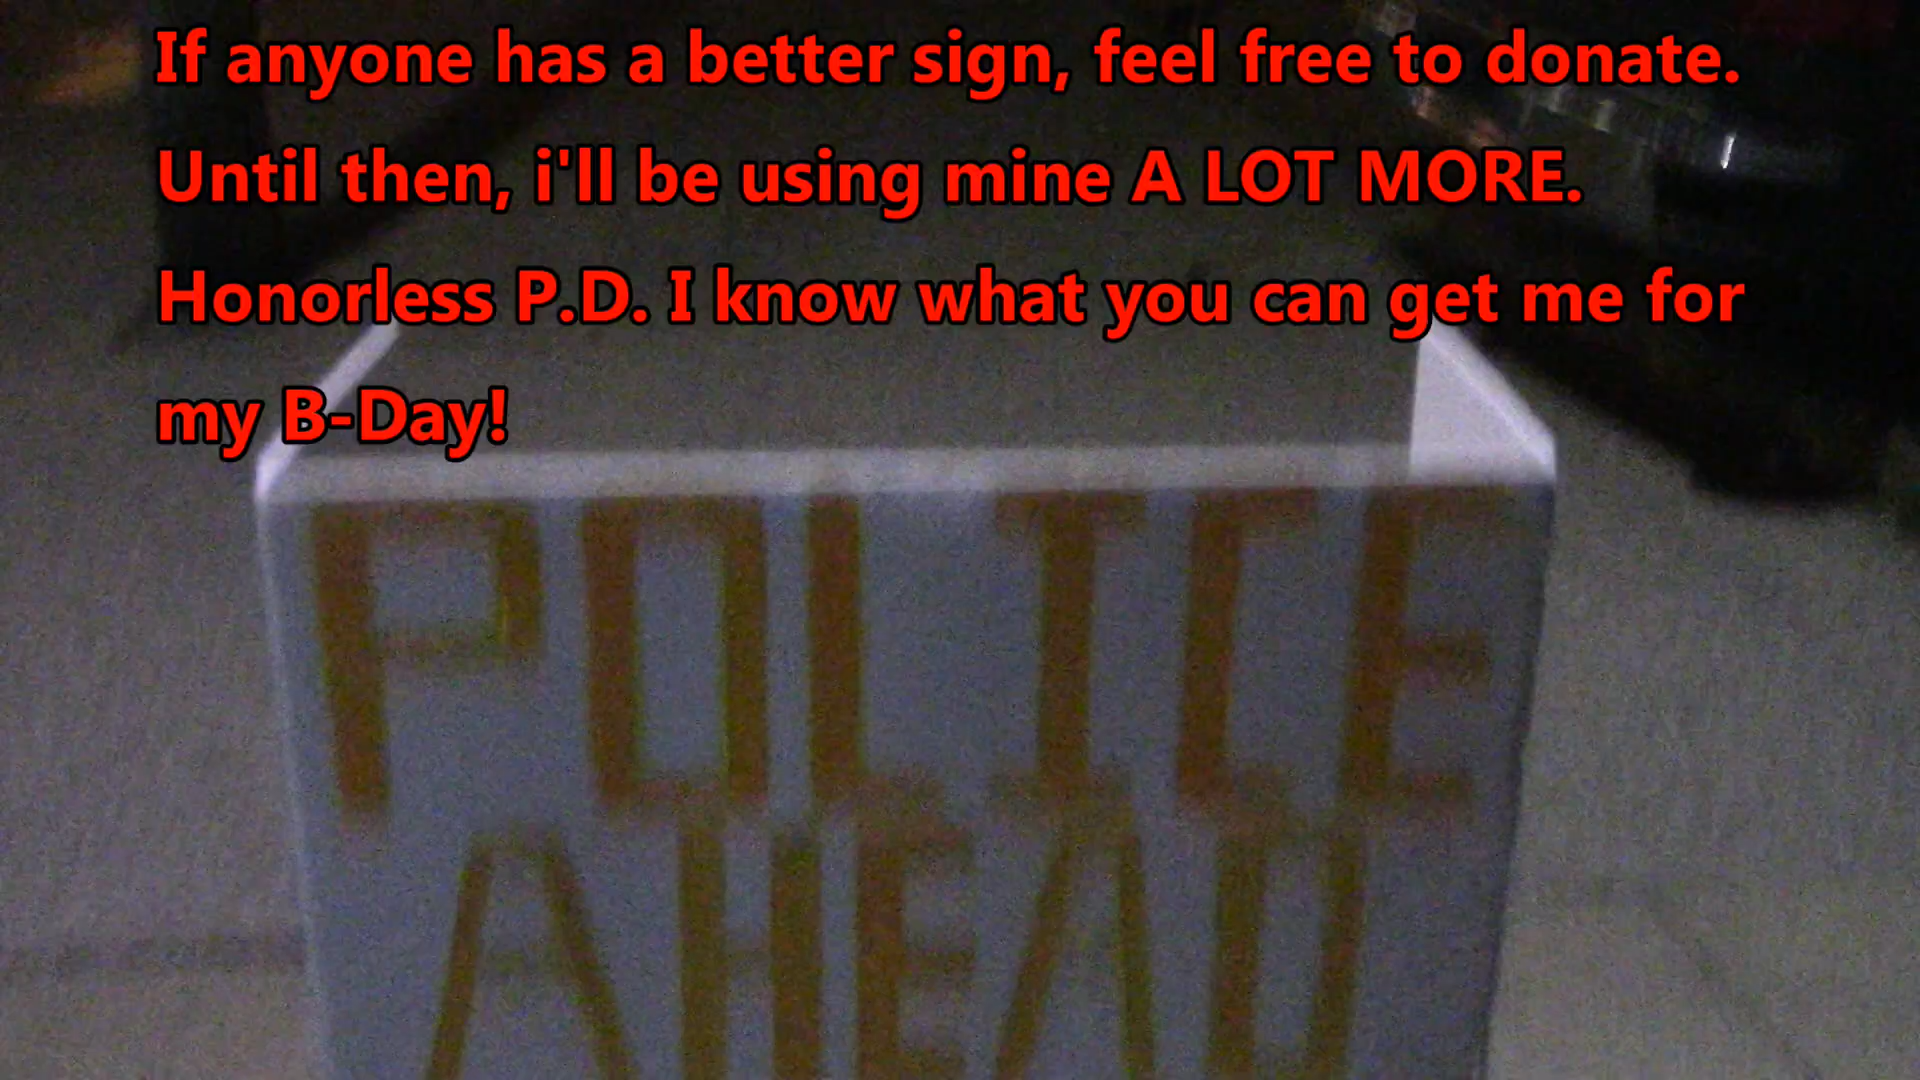 If anyone has a better sign, feel free to donate.
Until then, i'll be using mine A LOT MORE.
Honorless P.D. I know what you can get me for
my B-Day!
POLICE
AHEAD